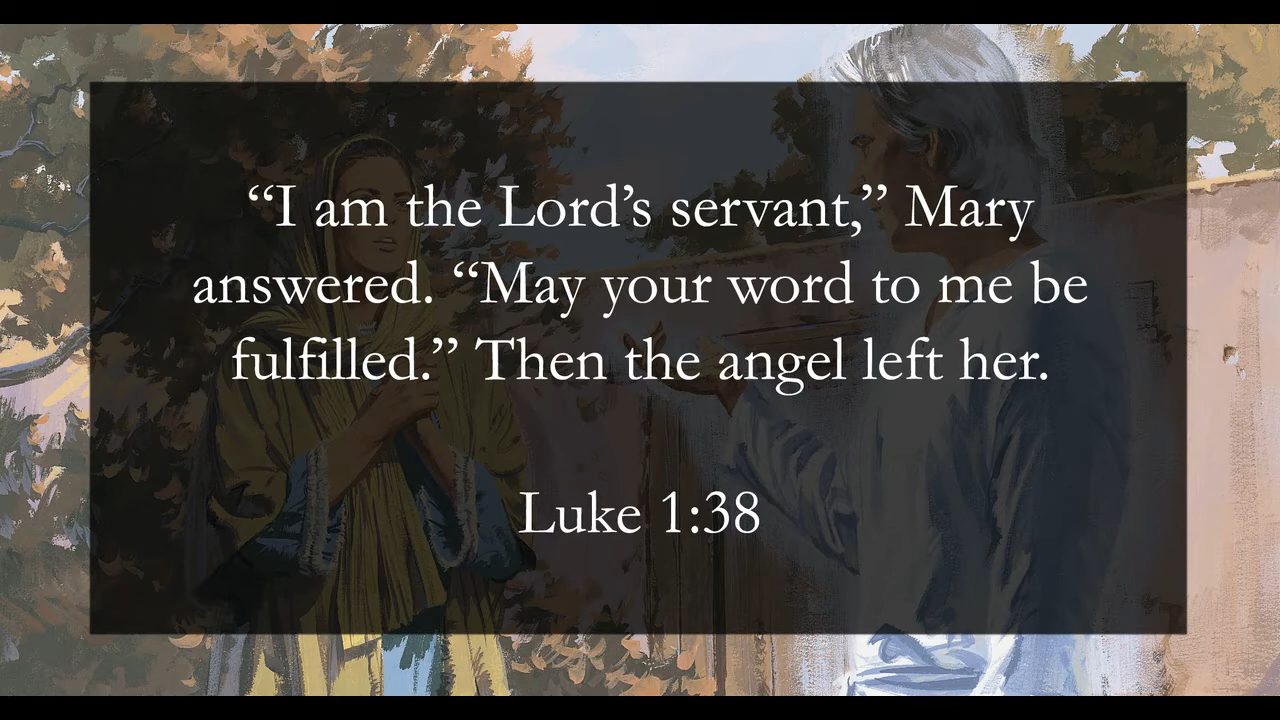 “I am the Lord’s servant,” Mary
answered. “May your word to me be
fulfilled.” Then the angel left her.
Luke 1:38